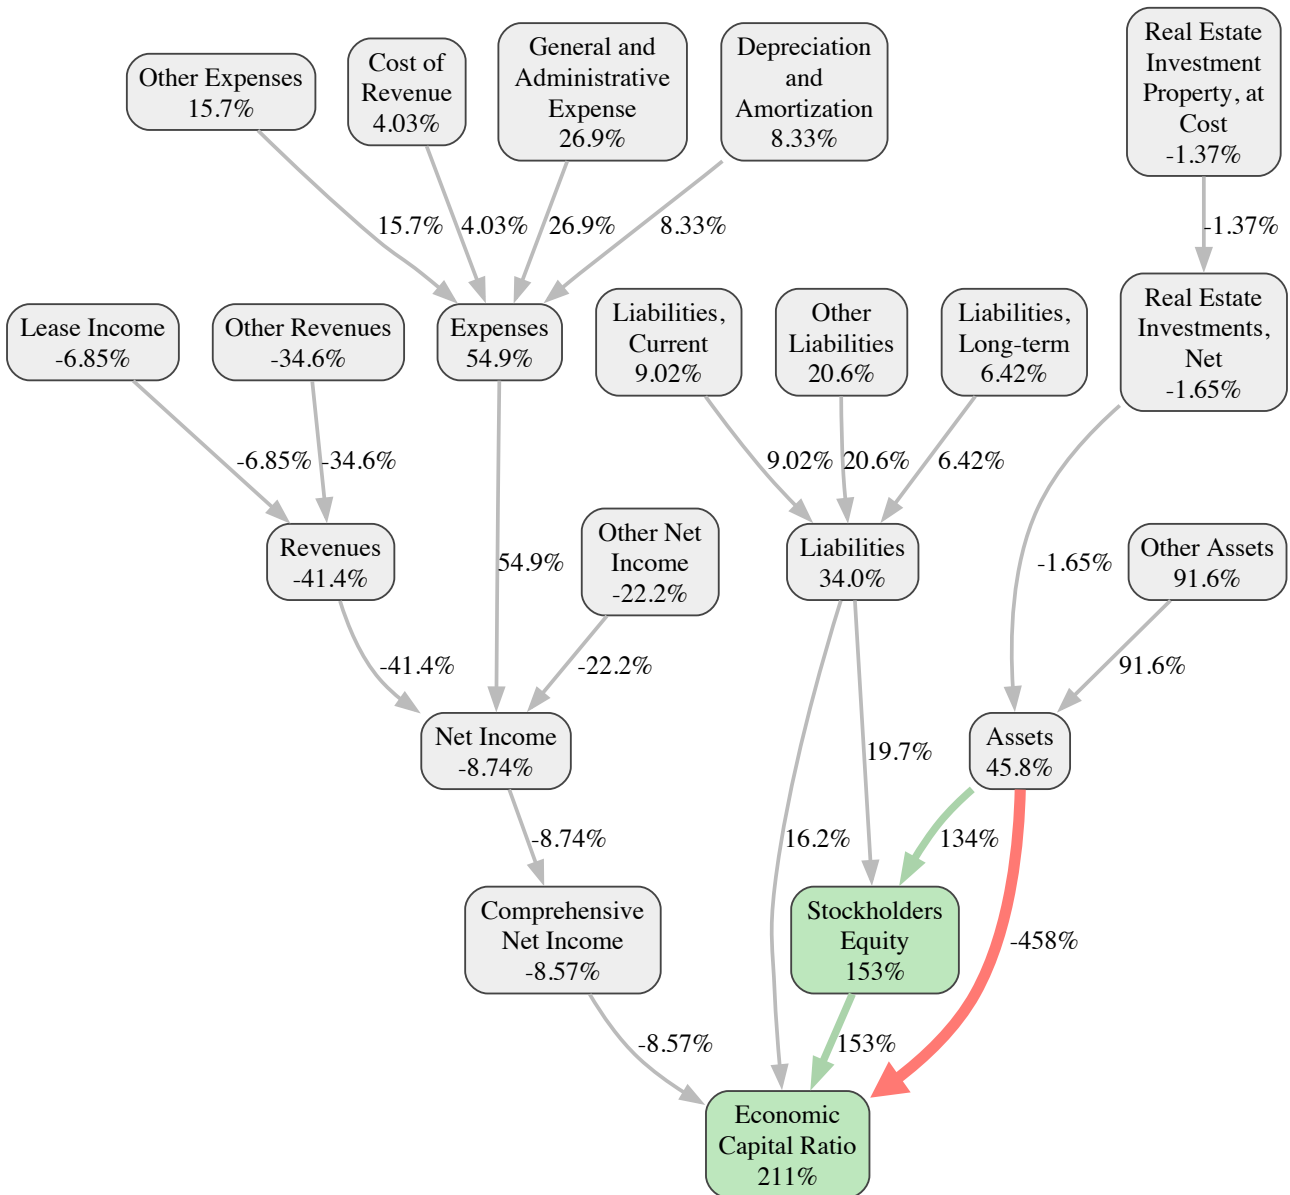 Other Expenses
15.7%
Cost of
Revenue
4.03%
General and
Administrative
Expense
26.9%
Depreciation
and
Amortization
8.33%
Real Estate
Investment
Property, at
Cost
-1.37%
15.7%
4.03%
26.9%
8.33%
-1.37%
Lease Income
-6.85%
Other Revenues
-34.6%
Expenses
54.9%
Liabilities,
Current
9.02%
Other
Liabilities
20.6%
Liabilities,
Long-term
6.42%
Real Estate
Investments,
Net
-1.65%
-6.85%
-34.6%
9.02%
20.6%
6.42%
Revenues
-41.4%
54.9%
Other Net
Income
-22.2%
Liabilities
34.0%
-1.65%
Other Assets
91.6%
-41.4%
-22.2%
91.6%
Net Income
-8.74%
19.7%
Assets
45.8%
-8.74%
16.2%
134%
Comprehensive
Net Income
-8.57%
Stockholders
Equity
153%
-458%
-8.57%
153%
Economic
Capital Ratio
211%